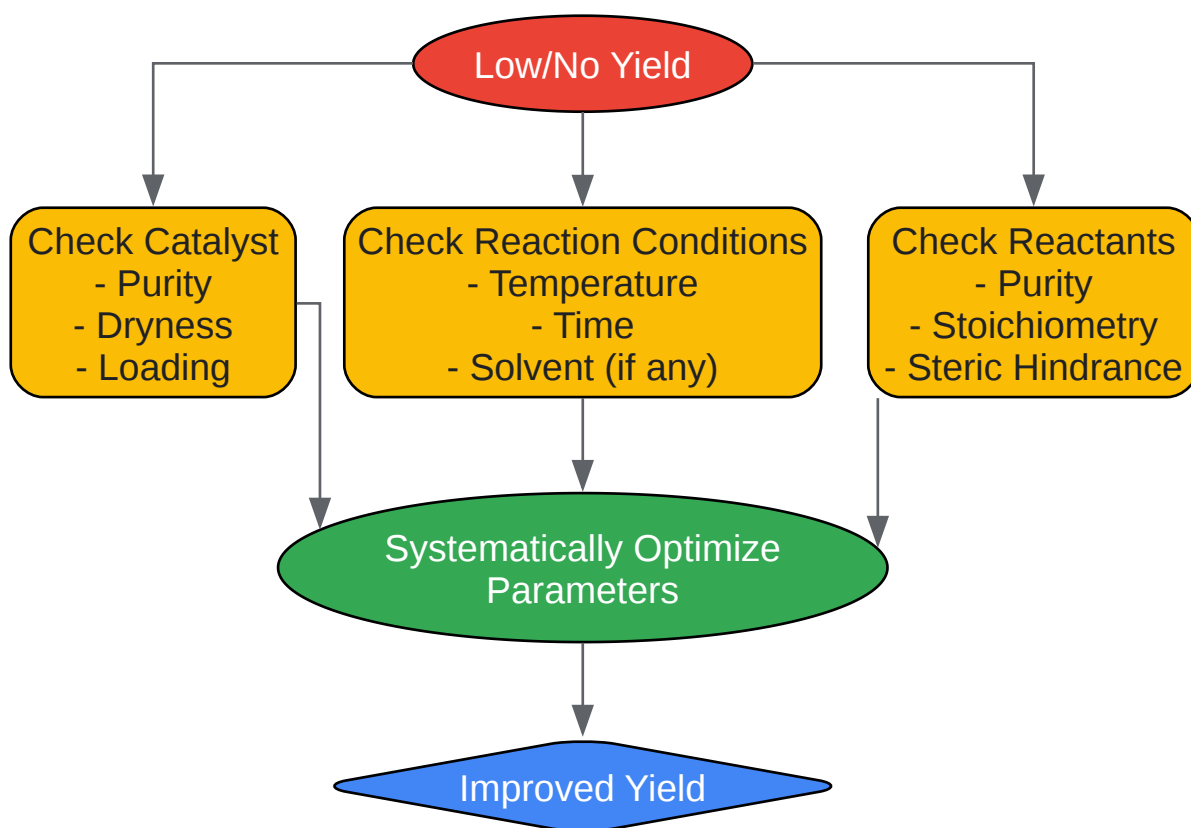 Low/No Yield
Check Catalyst
- Purity
- Dryness
- Loading
Check Reaction Conditions
- Temperature
- Time
- Solvent (if any)
Check Reactants
- Purity
- Stoichiometry
- Steric Hindrance
Systematically Optimize
Parameters
Improved Yield